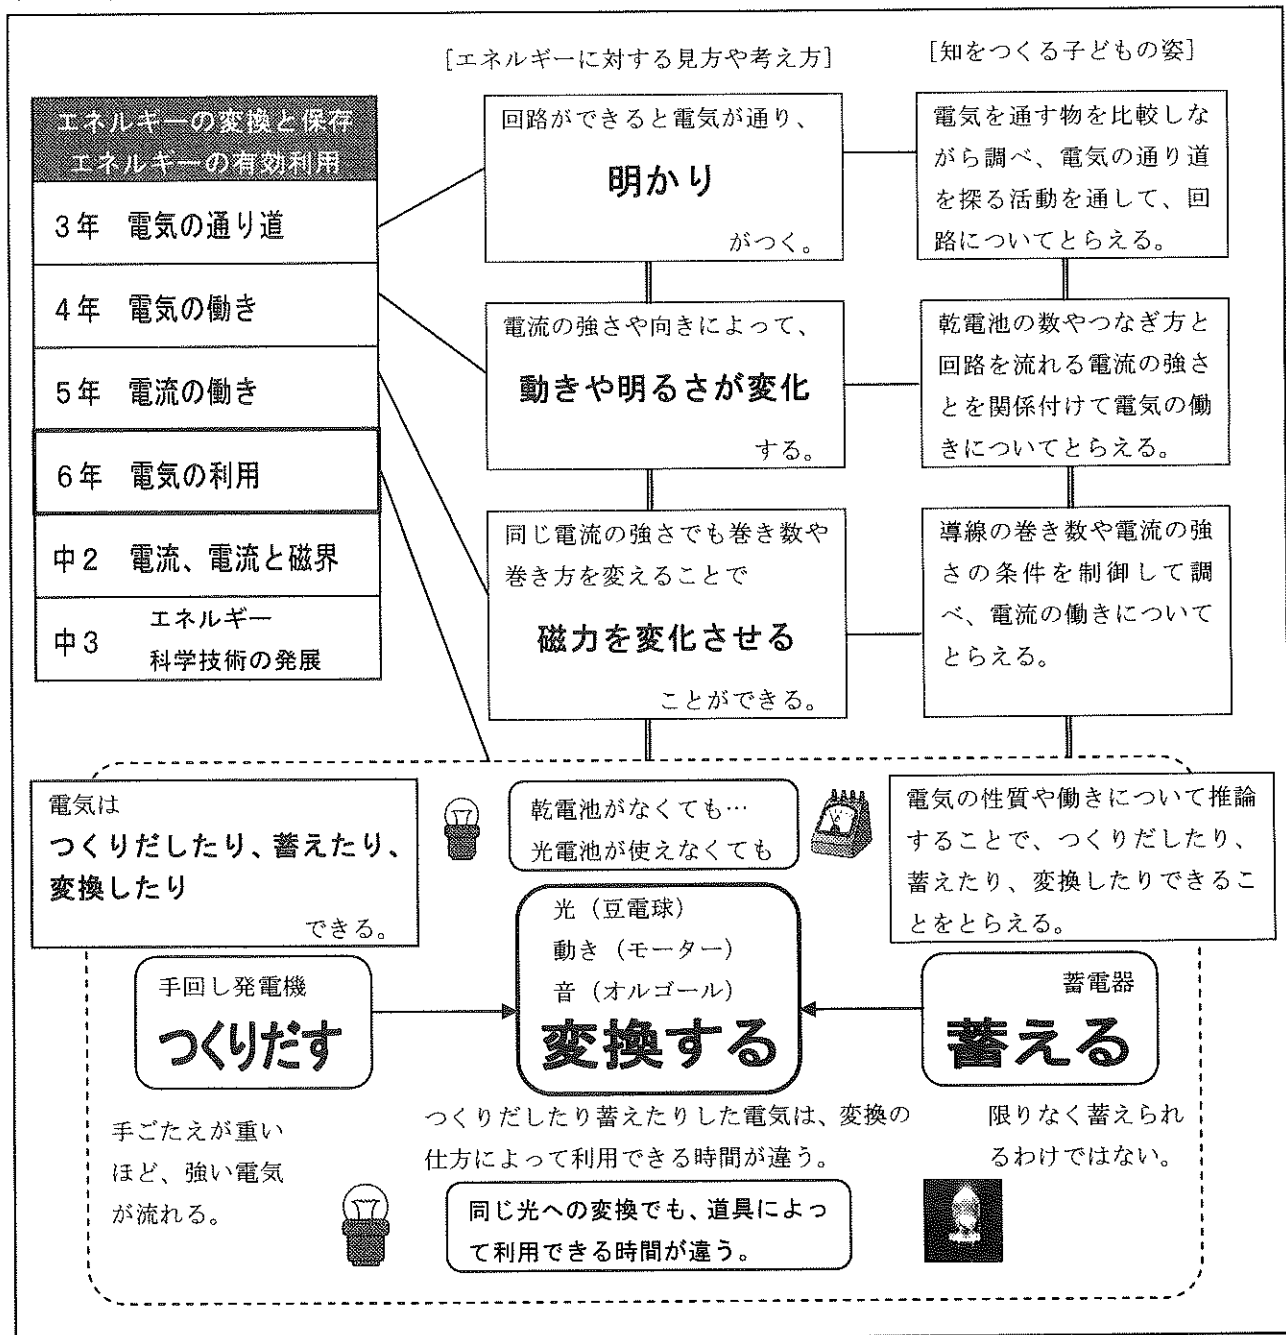 [エネルギーに対する見方や考え方]
[知をつくる子どもの姿]
エネルギーの変換と保存
エネルギーの有効利用
3年 電気の通り道
4年 電気の働き
5年 電流の働き
6年 電気の利用
中2 電流、電流と磁界
中3 エネルギー
科学技術の発展
回路ができると電気が通り、
明かり
がつく。
電気を通す物を比較しな
がら調べ、電気の通り道
を探る活動を通して、回
路についてとらえる。
電流の強さや向きによって、
動きや明るさが変化
する。
乾電池の数やつなぎ方と
回路を流れる電流の強さ
とを関係付けて電気の働
きについてとらえる。
同じ電流の強さでも巻き数や
巻き方を変えることで
磁力を変化させる
ことができる。
導線の巻き数や電流の強
さの条件を制御して調
べ、電流の働きについて
とらえる。
電気は
つくりだしたり、蓄えたり、
変換したり
できる。
乾電池がなくても…
光電池が使えなくても
電気の性質や働きについて推論
することで、つくりだしたり、
蓄えたり、変換したりできるこ
とをとらえる。
手回し発電機
つくりだす
光（豆電球）
動き（モーター）
音（オルゴール）
変換する
蓄電器
蓄える
手ごたえが重い
ほど、強い電気
が流れる。
つくりだしたり蓄えたりした電気は、変換の
仕方によって利用できる時間が違う。
限りなく蓄えられ
るわけではない。
同じ光への変換でも、道具によっ
て利用できる時間が違う。